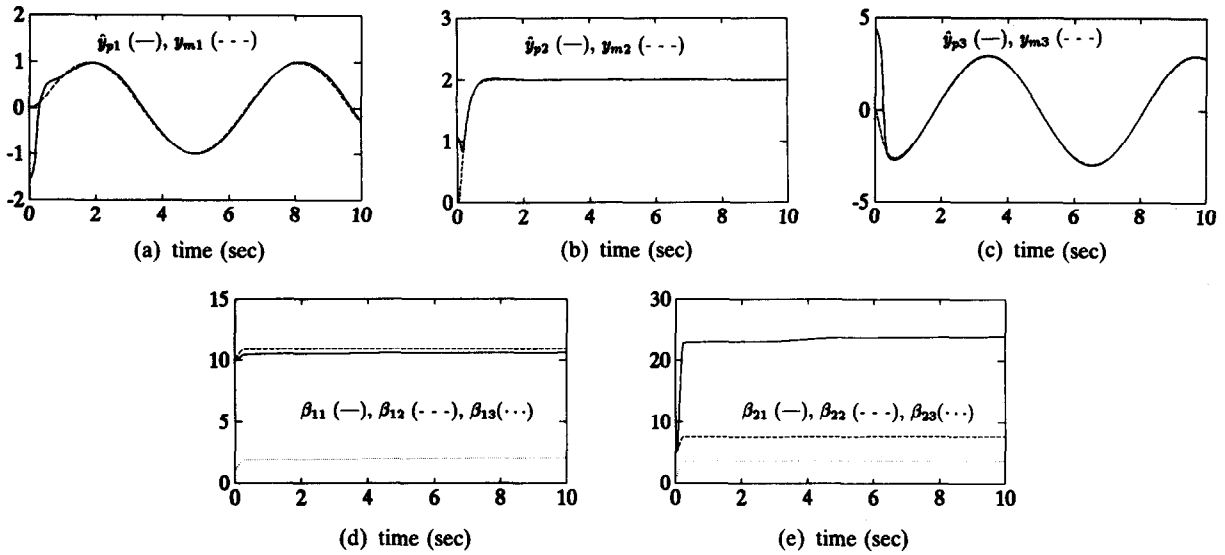 2
1
0
-1
-2
ŷp1 (—), ym1 (- - -)
0 2 4 6 8 10
(a) time (sec)
3
2
1
0
ŷp2 (—), ym2 (- - -)
0 2 4 6 8 10
(b) time (sec)
5
0
-5
ŷp3 (—), ym3 (- - -)
0 2 4 6 8 10
(c) time (sec)
15
10
5
0
β11 (—), β12 (- - -), β13(···)
0 2 4 6 8 10
(d) time (sec)
30
20
10
0
β21 (—), β22 (- - -), β23(···)
0 2 4 6 8 10
(e) time (sec)